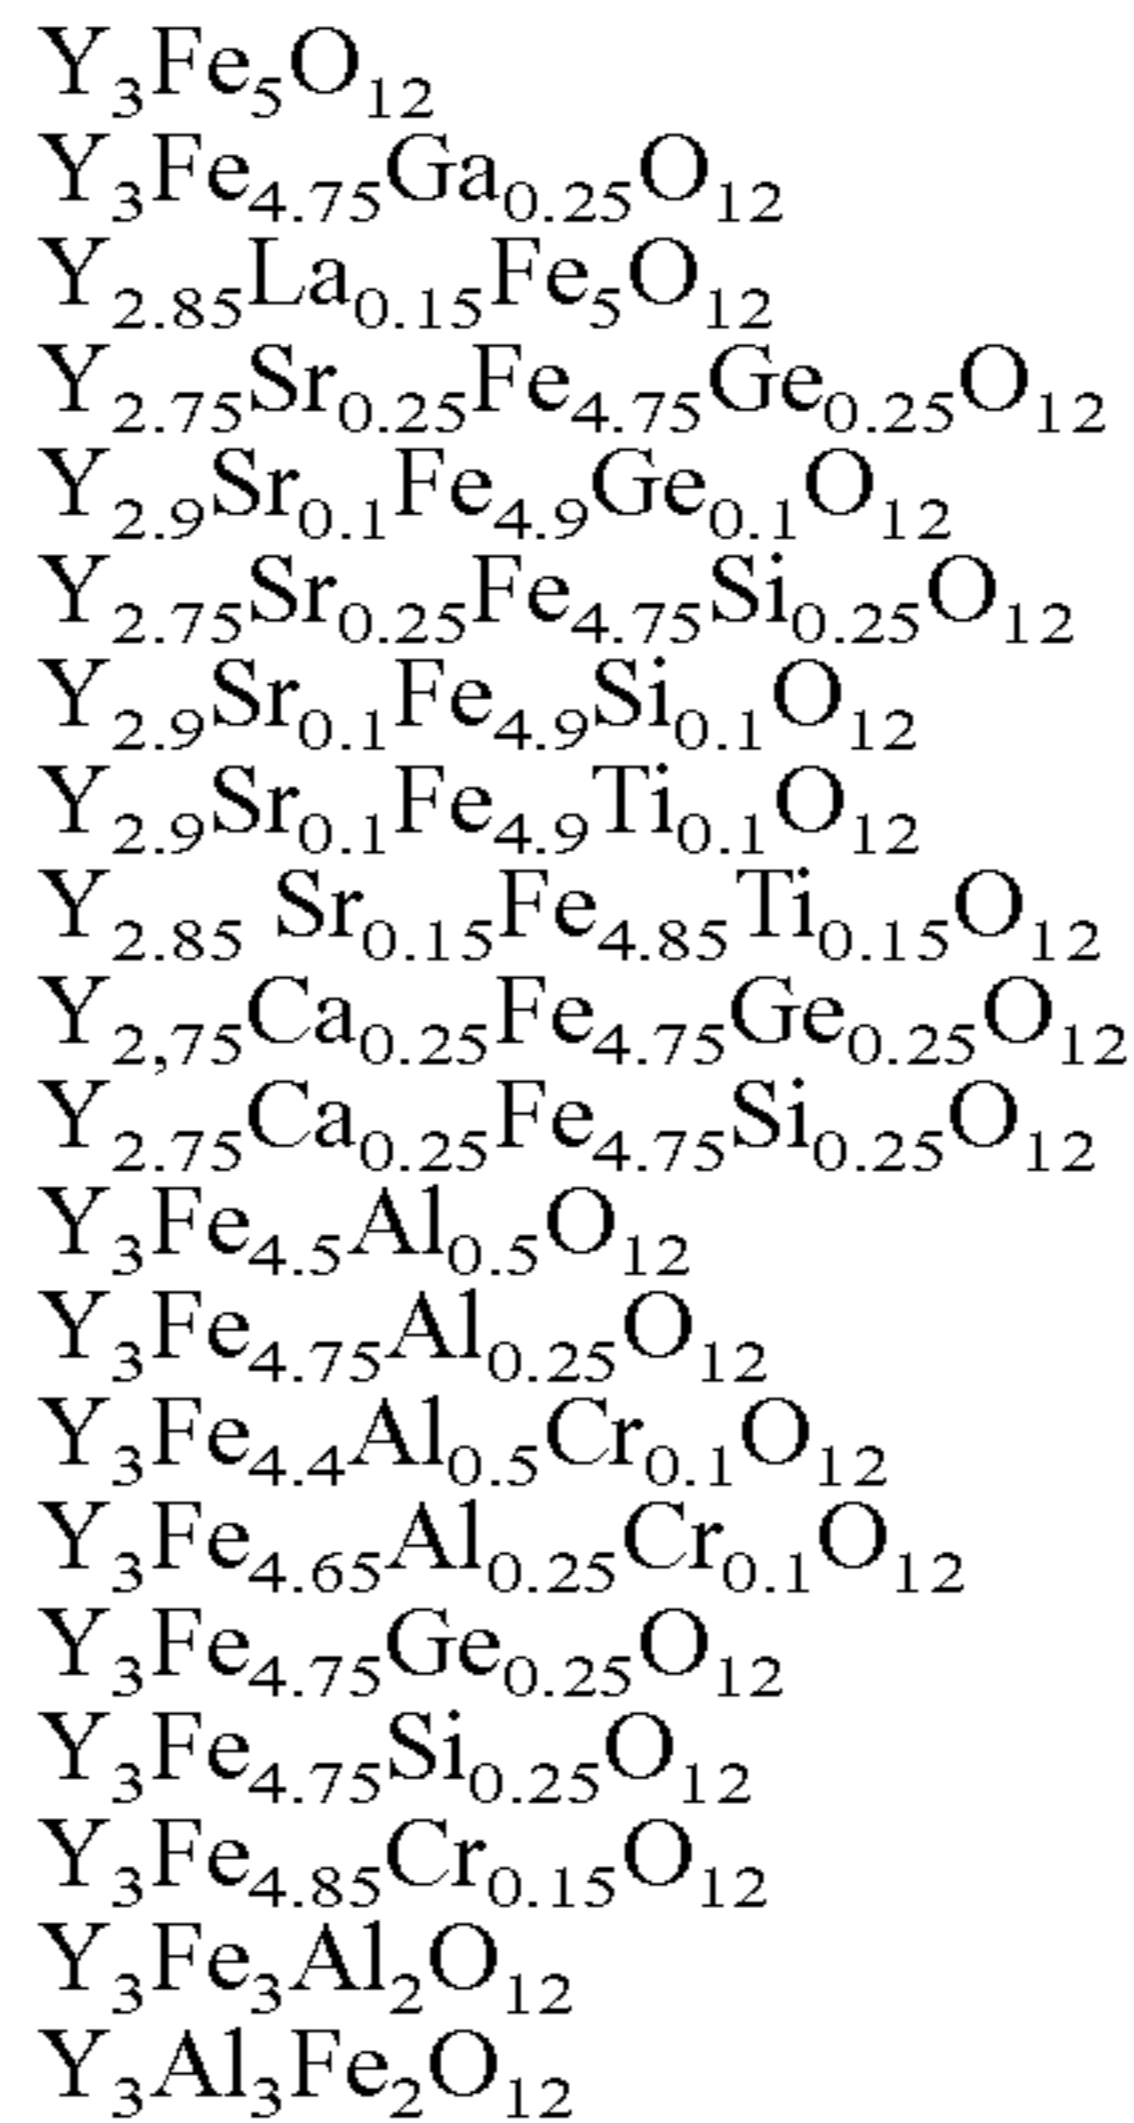 Y₃Fe₅O₁₂
Y₃Fe₄.₇₅Ga₀.₂₅O₁₂
Y₂.₈₅La₀.₁₅Fe₅O₁₂
Y₂.₇₅Sr₀.₂₅Fe₄.₇₅Ge₀.₂₅O₁₂
Y₂.₉Sr₀.₁Fe₄.₉Ge₀.₁O₁₂
Y₂.₇₅Sr₀.₂₅Fe₄.₇₅Si₀.₂₅O₁₂
Y₂.₉Sr₀.₁Fe₄.₉Si₀.₁O₁₂
Y₂.₉Sr₀.₁Fe₄.₉Ti₀.₁O₁₂
Y₂.₈₅ Sr₀.₁₅Fe₄.₈₅Ti₀.₁₅O₁₂
Y₂,₇₅Ca₀.₂₅Fe₄.₇₅Ge₀.₂₅O₁₂
Y₂.₇₅Ca₀.₂₅Fe₄.₇₅Si₀.₂₅O₁₂
Y₃Fe₄.₅Al₀.₅O₁₂
Y₃Fe₄.₇₅Al₀.₂₅O₁₂
Y₃Fe₄.₄Al₀.₅Cr₀.₁O₁₂
Y₃Fe₄.₆₅Al₀.₂₅Cr₀.₁O₁₂
Y₃Fe₄.₇₅Ge₀.₂₅O₁₂
Y₃Fe₄.₇₅Si₀.₂₅O₁₂
Y₃Fe₄.₈₅Cr₀.₁₅O₁₂
Y₃Fe₃Al₂O₁₂
Y₃Al₃Fe₂O₁₂